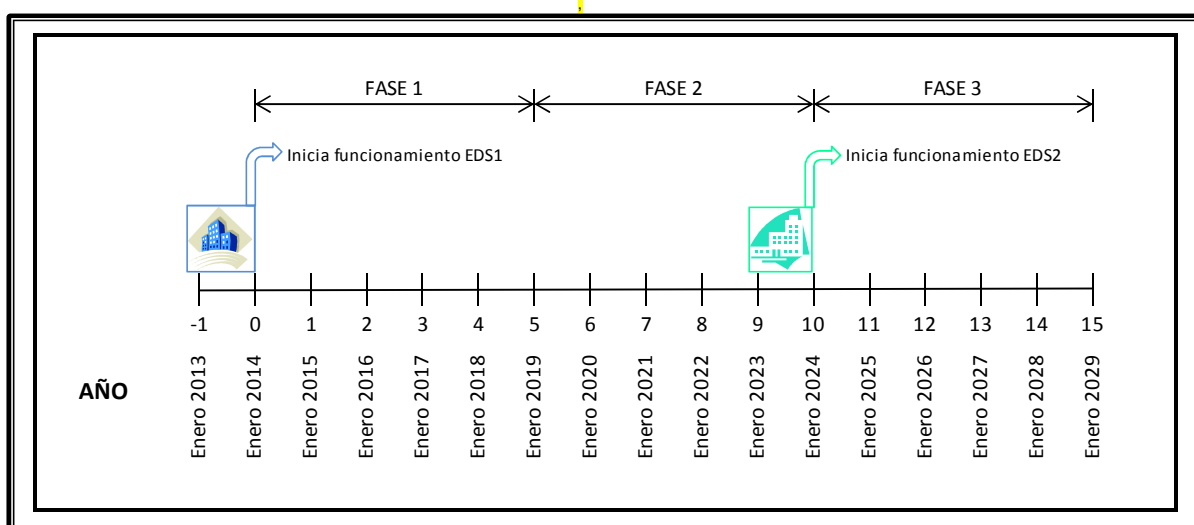 ,
FASE 1 FASE 2 FASE 3
Inicia funcionamiento EDS1 Inicia funcionamiento EDS2
-1 0 1 2 3 4 5 6 7 8 9 10 11 12 13 14 15
AÑO
Enero 2013
Enero 2014
Enero 2015
Enero 2016
Enero 2017
Enero 2018
Enero 2019
Enero 2020
Enero 2021
Enero 2022
Enero 2023
Enero 2024
Enero 2025
Enero 2026
Enero 2027
Enero 2028
Enero 2029